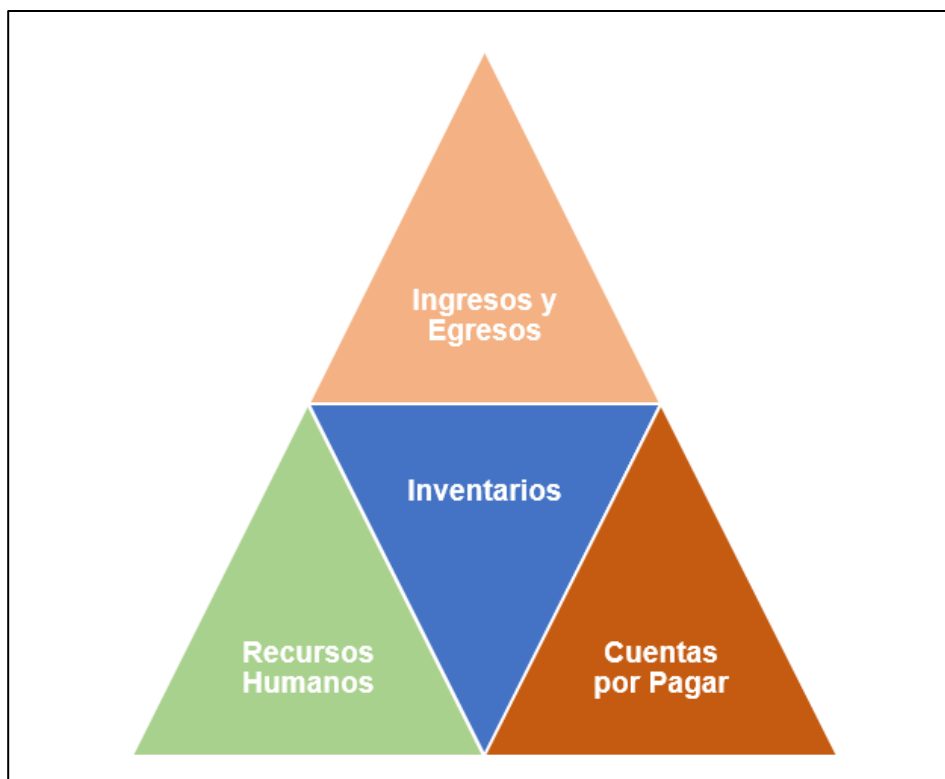 Ingresos y
Egresos
Inventarios
Recursos
Humanos
Cuentas
por Pagar